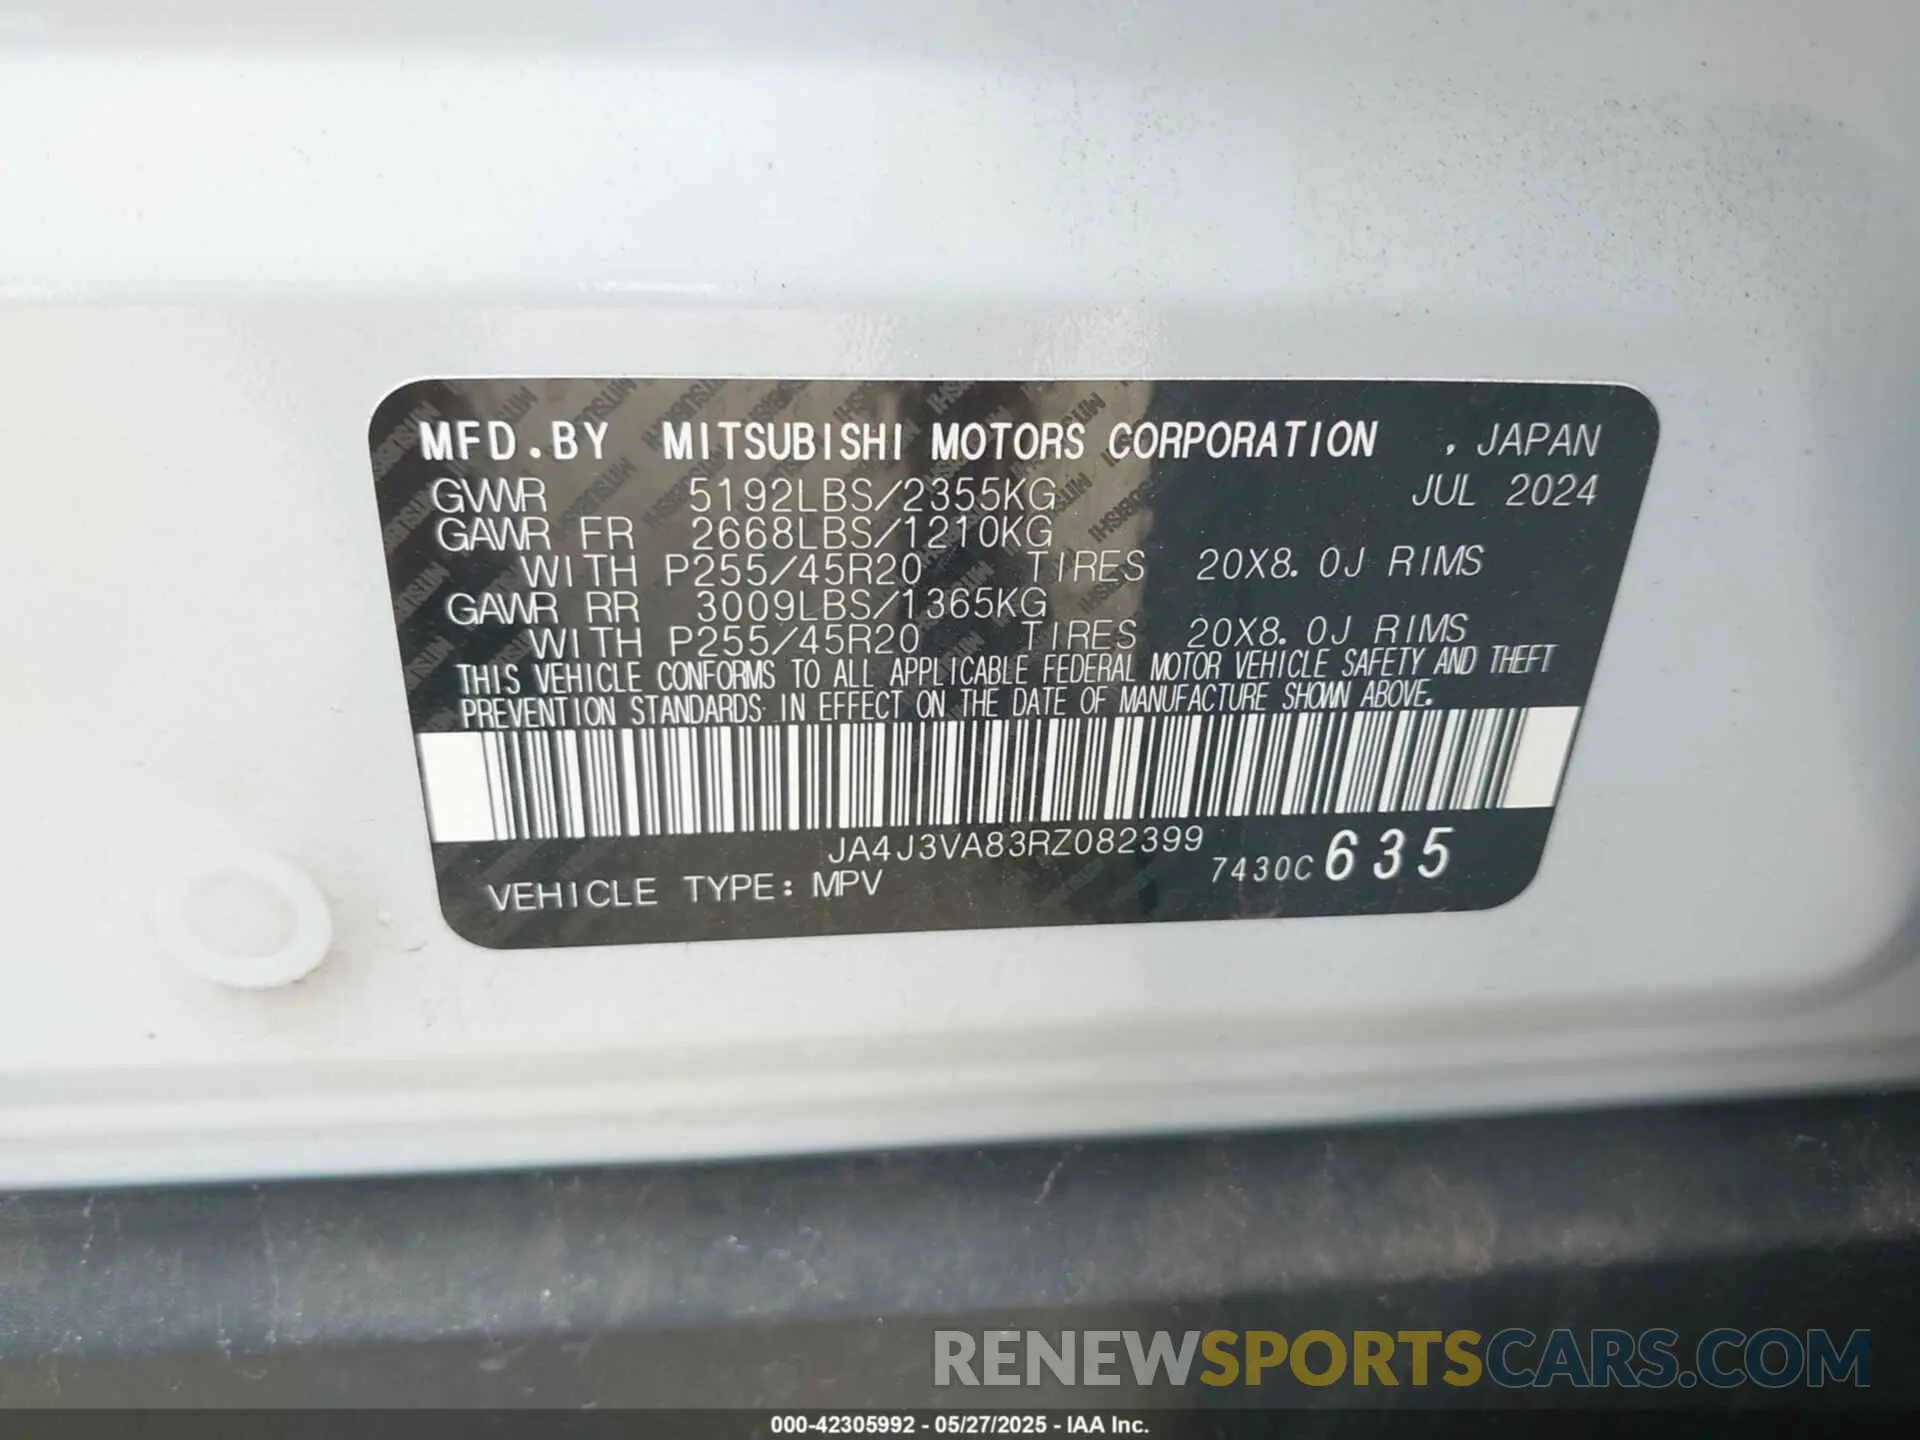 MFD.BY MITSUBISHI MOTORS CORPORATION , JAPAN
GVWR 5192LBS/2355KG JUL 2024
GAWR FR 2668LBS/1210KG
WITH P255/45R20 TIRES 20X8.0J RIMS
GAWR RR 3009LBS/1365KG
WITH P255/45R20 TIRES 20X8.0J RIMS
THIS VEHICLE CONFORMS TO ALL APPLICABLE FEDERAL MOTOR VEHICLE SAFETY AND THEFT
PREVENTION STANDARDS IN EFFECT ON THE DATE OF MANUFACTURE SHOWN ABOVE.
JA4J3VA83RZ082399
7430C 635
VEHICLE TYPE: MPV
RENEWSPORTSCARS.COM
000-42305992 - 05/27/2025 - IAA Inc.